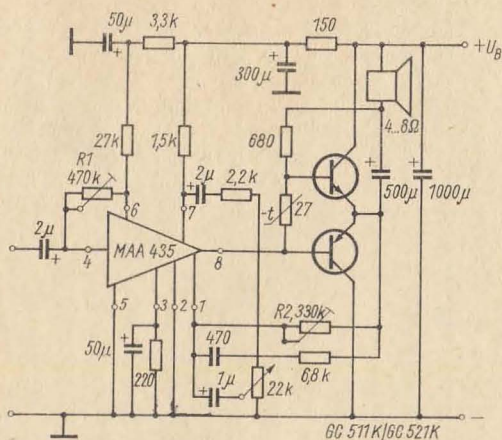 50μ
3,3k
150
+U_B
+
300μ
+
680
4...8Ω
27k
1,5k
R1
470k
2μ
+
2,2k
+
500μ
+
1000μ
2μ
+
6
7
-t
27
4
MAA 435
8
5
3
2
1
R2,330k
470
6,8k
50μ
+
220
1μ
+
22k
GC 511K/GC 521K
−